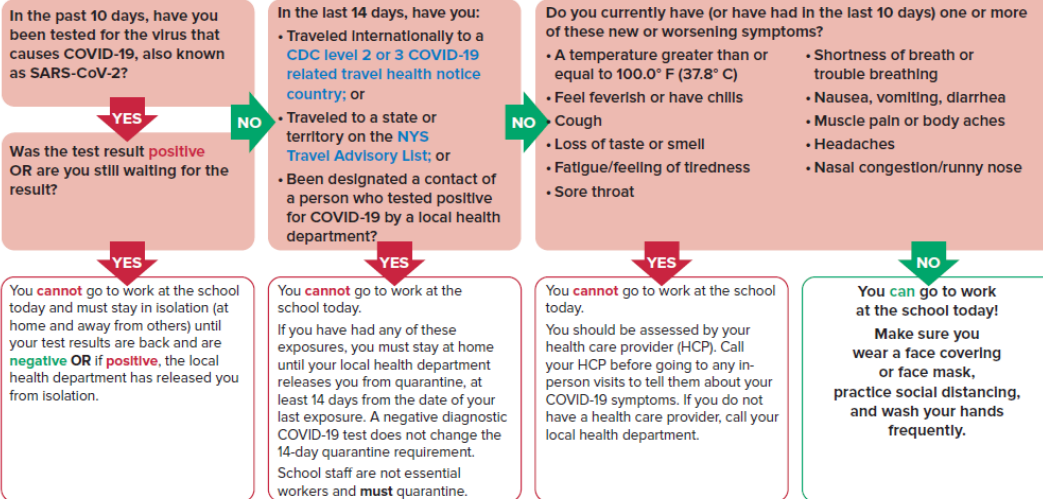 In the past 10 days, have you
been tested for the virus that
causes COVID-19, also known
as SARS-CoV-2?
YES
Was the test result positive
OR are you still waiting for the
result?
YES
You cannot go to work at the school
today and must stay in isolation (at
home and away from others) until
your test results are back and are
negative OR if positive, the local
health department has released you
from isolation.
NO
In the last 14 days, have you:
• Traveled internationally to a
CDC level 2 or 3 COVID-19
related travel health notice
country; or
• Traveled to a state or
territory on the NYS
Travel Advisory List; or
• Been designated a contact of
a person who tested positive
for COVID-19 by a local health
department?
YES
You cannot go to work at the
school today.
If you have had any of these
exposures, you must stay at home
until your local health department
releases you from quarantine, at
least 14 days from the date of your
last exposure. A negative diagnostic
COVID-19 test does not change the
14-day quarantine requirement.
School staff are not essential
workers and must quarantine.
NO
Do you currently have (or have had in the last 10 days) one or more
of these new or worsening symptoms?
• A temperature greater than or
equal to 100.0° F (37.8° C)
• Feel feverish or have chills
• Cough
• Loss of taste or smell
• Fatigue/feeling of tiredness
• Sore throat
• Shortness of breath or
trouble breathing
• Nausea, vomiting, diarrhea
• Muscle pain or body aches
• Headaches
• Nasal congestion/runny nose
YES
You cannot go to work at the school
today.
You should be assessed by your
health care provider (HCP). Call
your HCP before going to any in-
person visits to tell them about your
COVID-19 symptoms. If you do not
have a health care provider, call your
local health department.
NO
You can go to work
at the school today!
Make sure you
wear a face covering
or face mask,
practice social distancing,
and wash your hands
frequently.